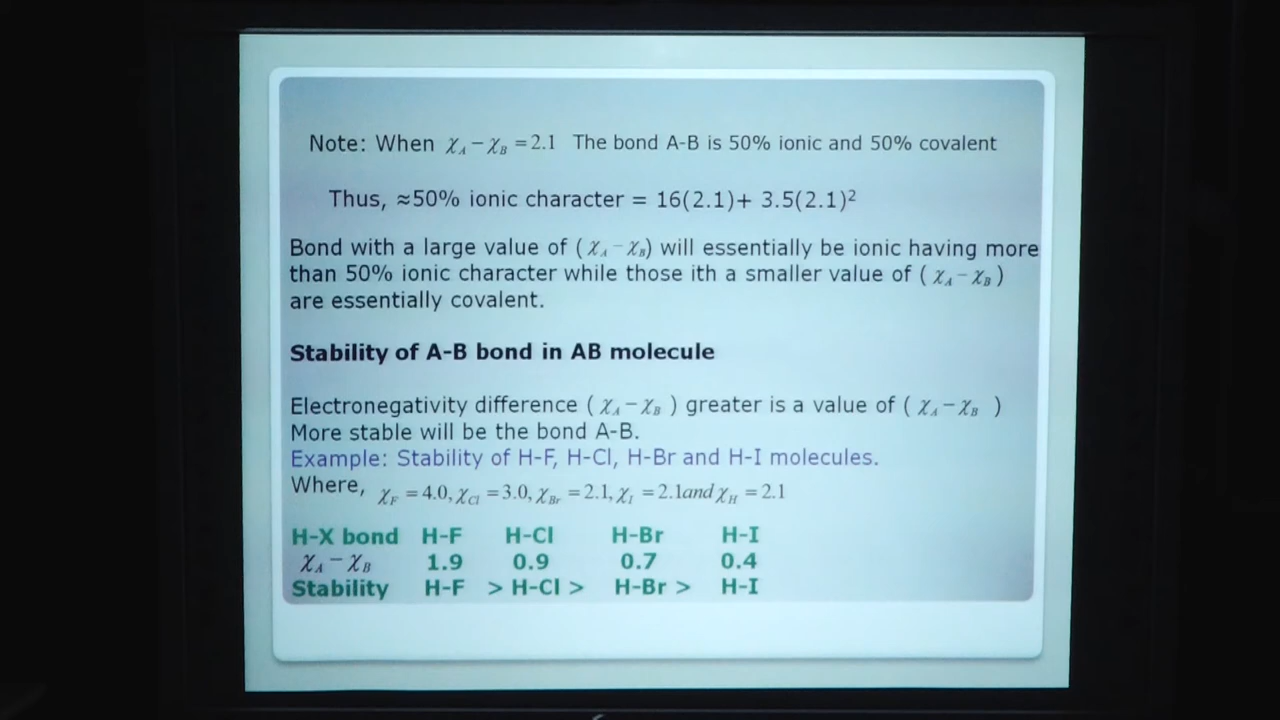 Note: When χA − χB = 2.1 The bond A-B is 50% ionic and 50% covalent
Thus, ≈50% ionic character = 16(2.1)+ 3.5(2.1)²
Bond with a large value of ( χA − χB) will essentially be ionic having more
than 50% ionic character while those ith a smaller value of ( χA − χB )
are essentially covalent.
Stability of A-B bond in AB molecule
Electronegativity difference ( χA − χB ) greater is a value of ( χA − χB )
More stable will be the bond A-B.
Example: Stability of H-F, H-Cl, H-Br and H-I molecules.
Where, χF = 4.0, χCl = 3.0, χBr = 2.1, χI = 2.1and χH = 2.1
H-X bond H-F H-Cl H-Br H-I
χA − χB 1.9 0.9 0.7 0.4
Stability H-F > H-Cl > H-Br > H-I